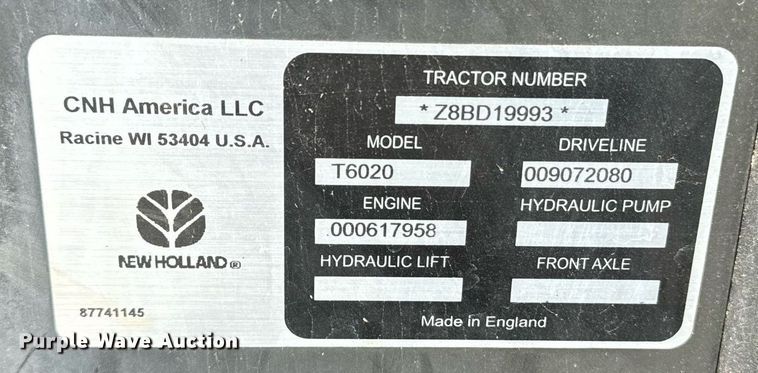 CNH America LLC
Racine WI 53404 U.S.A.
NEW HOLLAND ®
87741145
TRACTOR NUMBER
* Z8BD19993 *
MODEL
T6020
DRIVELINE
009072080
ENGINE
000617958
HYDRAULIC PUMP
HYDRAULIC LIFT
FRONT AXLE
Made in England
Purple Wave Auction